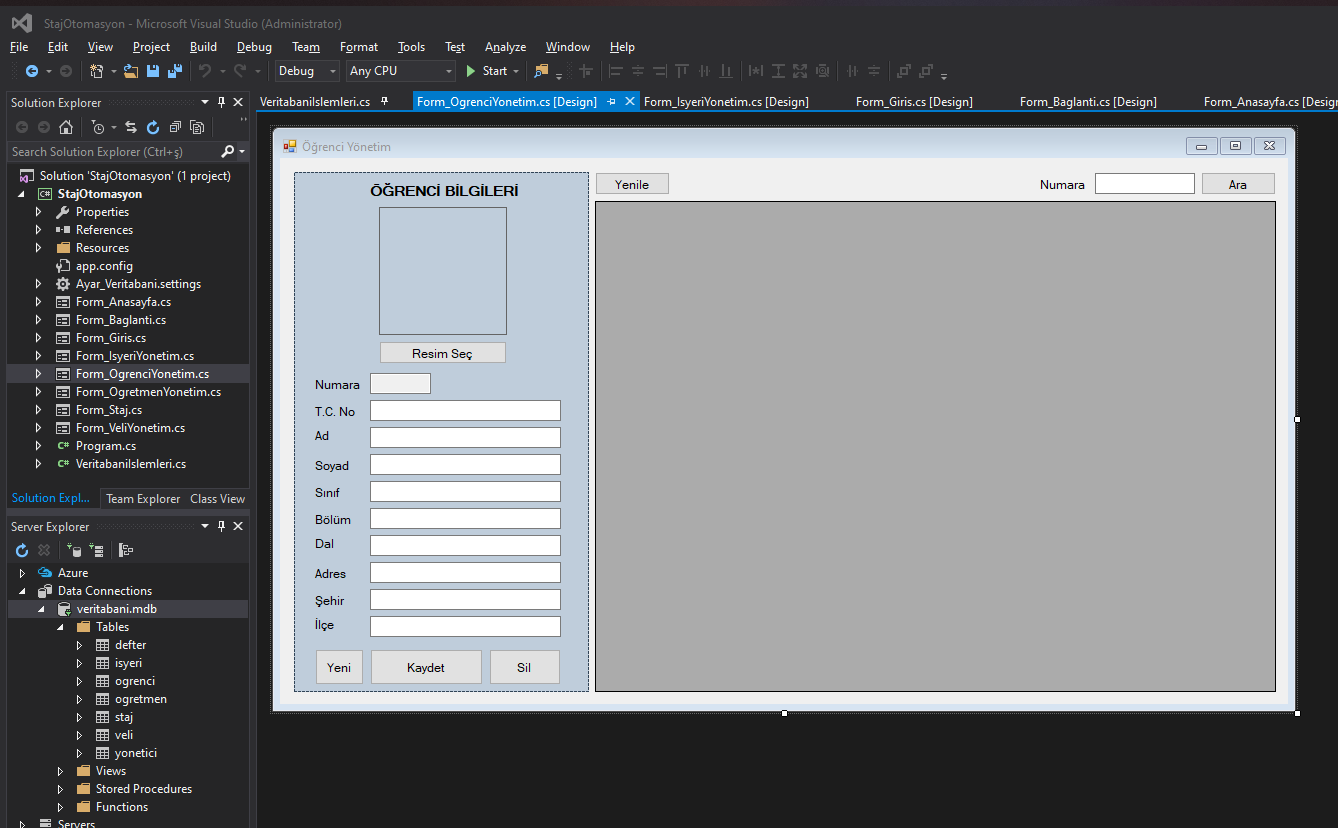 StajOtomasyon - Microsoft Visual Studio (Administrator)
File Edit View Project Build Debug Team Format Tools Test Analyze Window Help
Debug Any CPU Start
Solution Explorer
Search Solution Explorer (Ctrl+ş)
Solution 'StajOtomasyon' (1 project)
StajOtomasyon
Properties
References
Resources
app.config
Ayar_Veritabani.settings
Form_Anasayfa.cs
Form_Baglanti.cs
Form_Giris.cs
Form_IsyeriYonetim.cs
Form_OgrenciYonetim.cs
Form_OgretmenYonetim.cs
Form_Staj.cs
Form_VeliYonetim.cs
C# Program.cs
C# VeritabaniIslemleri.cs
Solution Expl... Team Explorer Class View
Server Explorer
Azure
Data Connections
veritabani.mdb
Tables
defter
isyeri
ogrenci
ogretmen
staj
veli
yonetici
Views
Stored Procedures
Functions
Servers
VeritabaniIslemleri.cs Form_OgrenciYonetim.cs [Design] Form_IsyeriYonetim.cs [Design] Form_Giris.cs [Design] Form_Baglanti.cs [Design] Form_Anasayfa.cs [Design
Öğrenci Yönetim
ÖĞRENCİ BİLGİLERİ
Resim Seç
Numara
T.C. No
Ad
Soyad
Sınıf
Bölüm
Dal
Adres
Şehir
İlçe
Yeni Kaydet Sil
Yenile Numara Ara